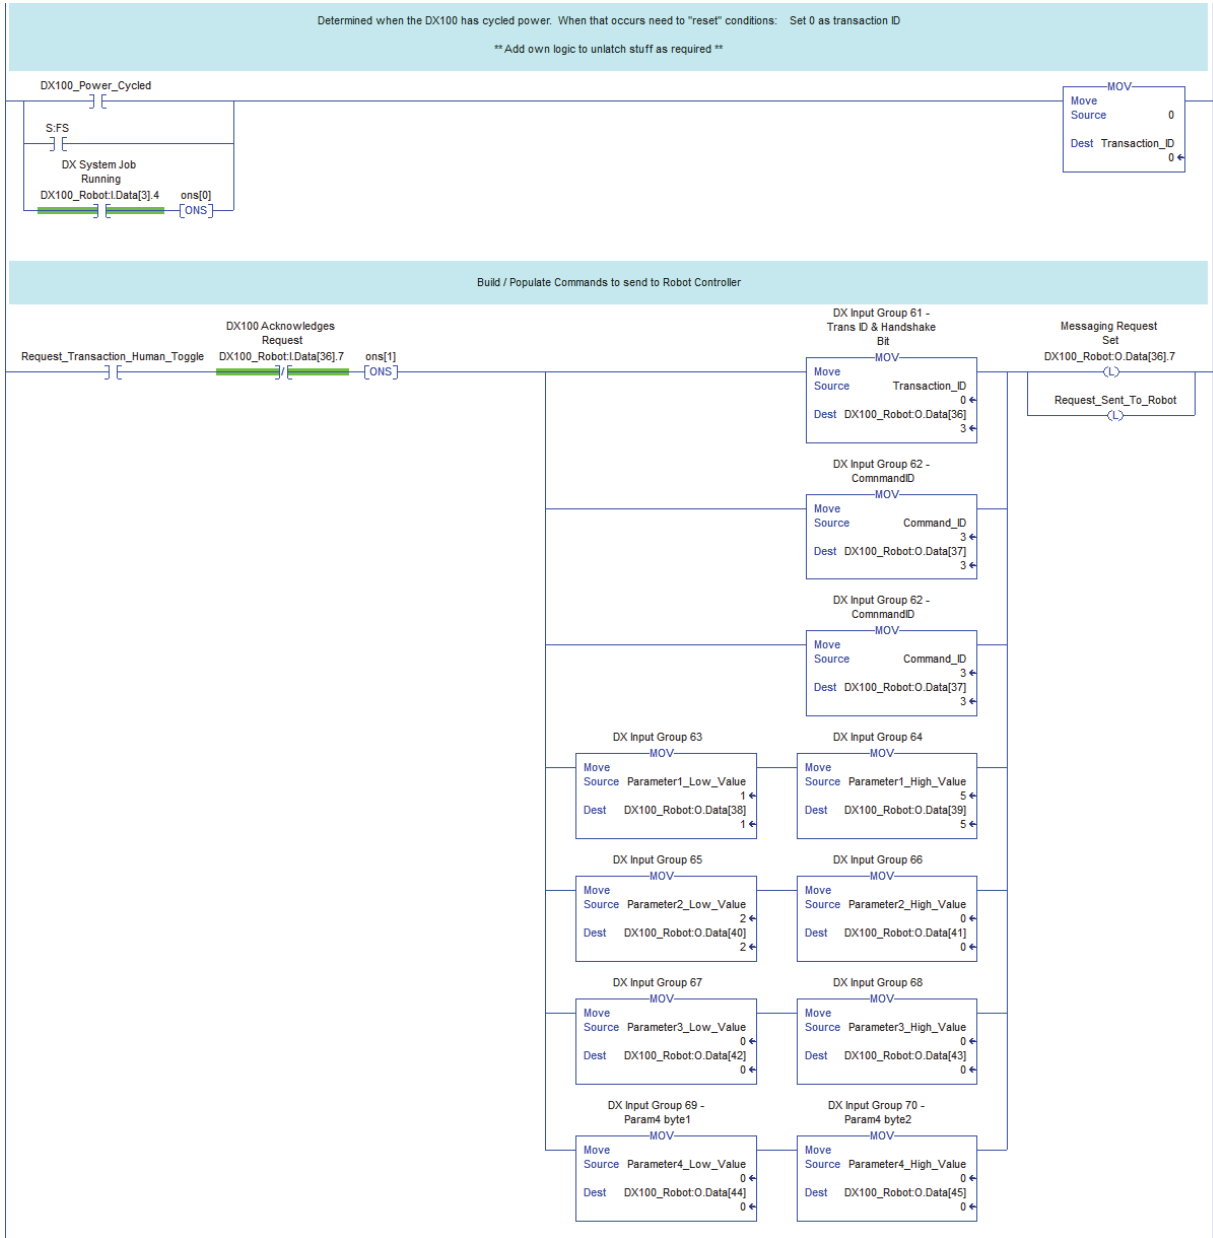 Determined when the DX100 has cycled power.  When that occurs need to "reset" conditions:    Set 0 as transaction ID
** Add own logic to unlatch stuff as required **
DX100_Power_Cycled
MOV
Move
Source 0
Dest Transaction_ID
0
S:FS
DX System Job
Running
DX100_Robot:I.Data[3].4
ons[0]
ONS
Build / Populate Commands to send to Robot Controller
Request_Transaction_Human_Toggle
DX100 Acknowledges
Request
DX100_Robot:I.Data[36].7
ons[1]
ONS
DX Input Group 61 -
Trans ID & Handshake
Bit
MOV
Move
Source Transaction_ID
0
Dest DX100_Robot:O.Data[36]
3
Messaging Request
Set
DX100_Robot:O.Data[36].7
L
Request_Sent_To_Robot
L
DX Input Group 62 -
ComnmandID
MOV
Move
Source Command_ID
3
Dest DX100_Robot:O.Data[37]
3
DX Input Group 62 -
ComnmandID
MOV
Move
Source Command_ID
3
Dest DX100_Robot:O.Data[37]
3
DX Input Group 63
MOV
Move
Source Parameter1_Low_Value
1
Dest DX100_Robot:O.Data[38]
1
DX Input Group 64
MOV
Move
Source Parameter1_High_Value
5
Dest DX100_Robot:O.Data[39]
5
DX Input Group 65
MOV
Move
Source Parameter2_Low_Value
2
Dest DX100_Robot:O.Data[40]
2
DX Input Group 66
MOV
Move
Source Parameter2_High_Value
0
Dest DX100_Robot:O.Data[41]
0
DX Input Group 67
MOV
Move
Source Parameter3_Low_Value
0
Dest DX100_Robot:O.Data[42]
0
DX Input Group 68
MOV
Move
Source Parameter3_High_Value
0
Dest DX100_Robot:O.Data[43]
0
DX Input Group 69 -
Param4 byte1
MOV
Move
Source Parameter4_Low_Value
0
Dest DX100_Robot:O.Data[44]
0
DX Input Group 70 -
Param4 byte2
MOV
Move
Source Parameter4_High_Value
0
Dest DX100_Robot:O.Data[45]
0